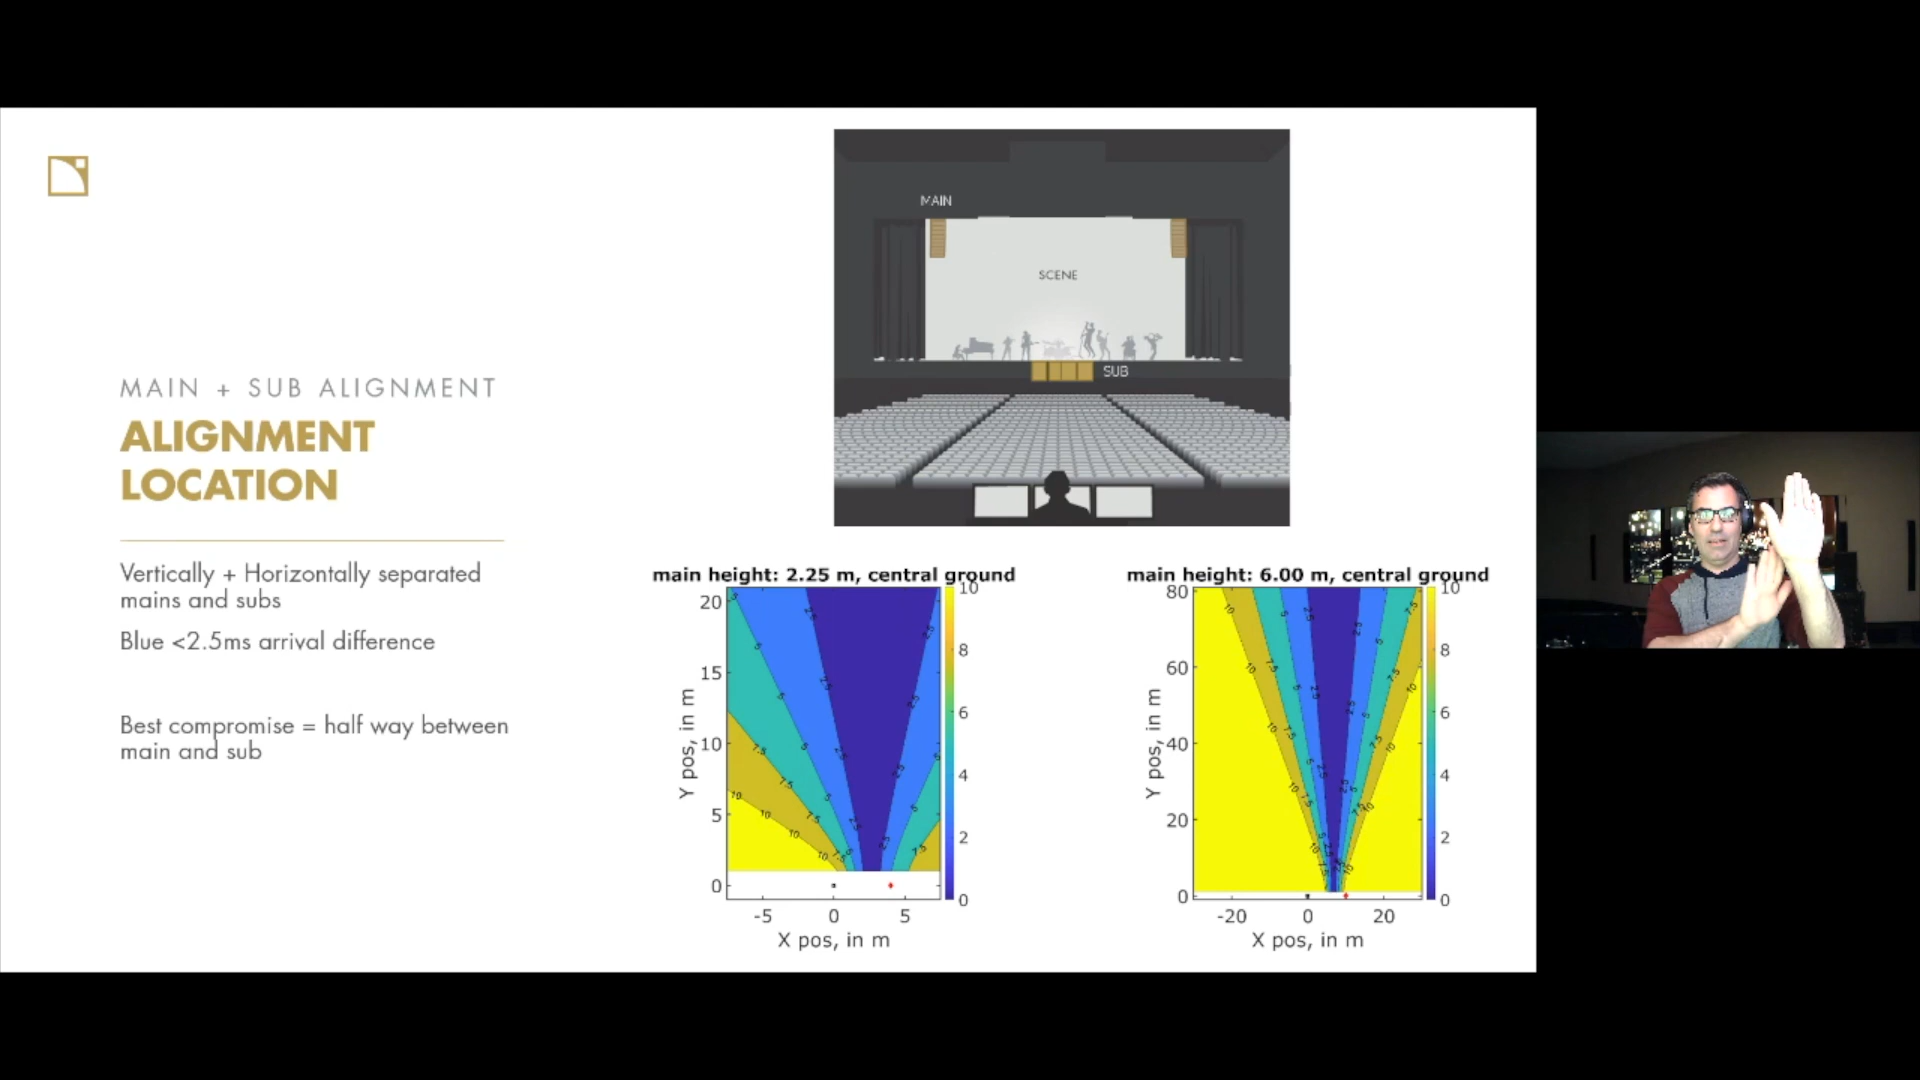 MAIN + SUB ALIGNMENT
ALIGNMENT
LOCATION
Vertically + Horizontally separated
mains and subs
Blue <2.5ms arrival difference
Best compromise = half way between
main and sub
MAIN
SCENE
SUB
main height: 2.25 m, central ground
20
15
10
5
0
Y pos, in m
-5 0 5
X pos, in m
10
8
6
4
2
0
main height: 6.00 m, central ground
80
60
40
20
0
Y pos, in m
-20 0 20
X pos, in m
10
8
6
4
2
0